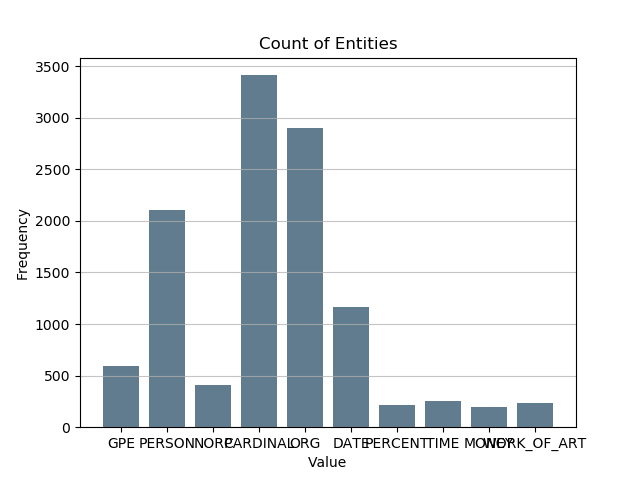 Count of Entities
3500
3000
2500
2000
1500
1000
500
0
Frequency
GPE PERSON NORP CARDINAL ORG DATE PERCENT TIME MONEY WORK_OF_ART
Value